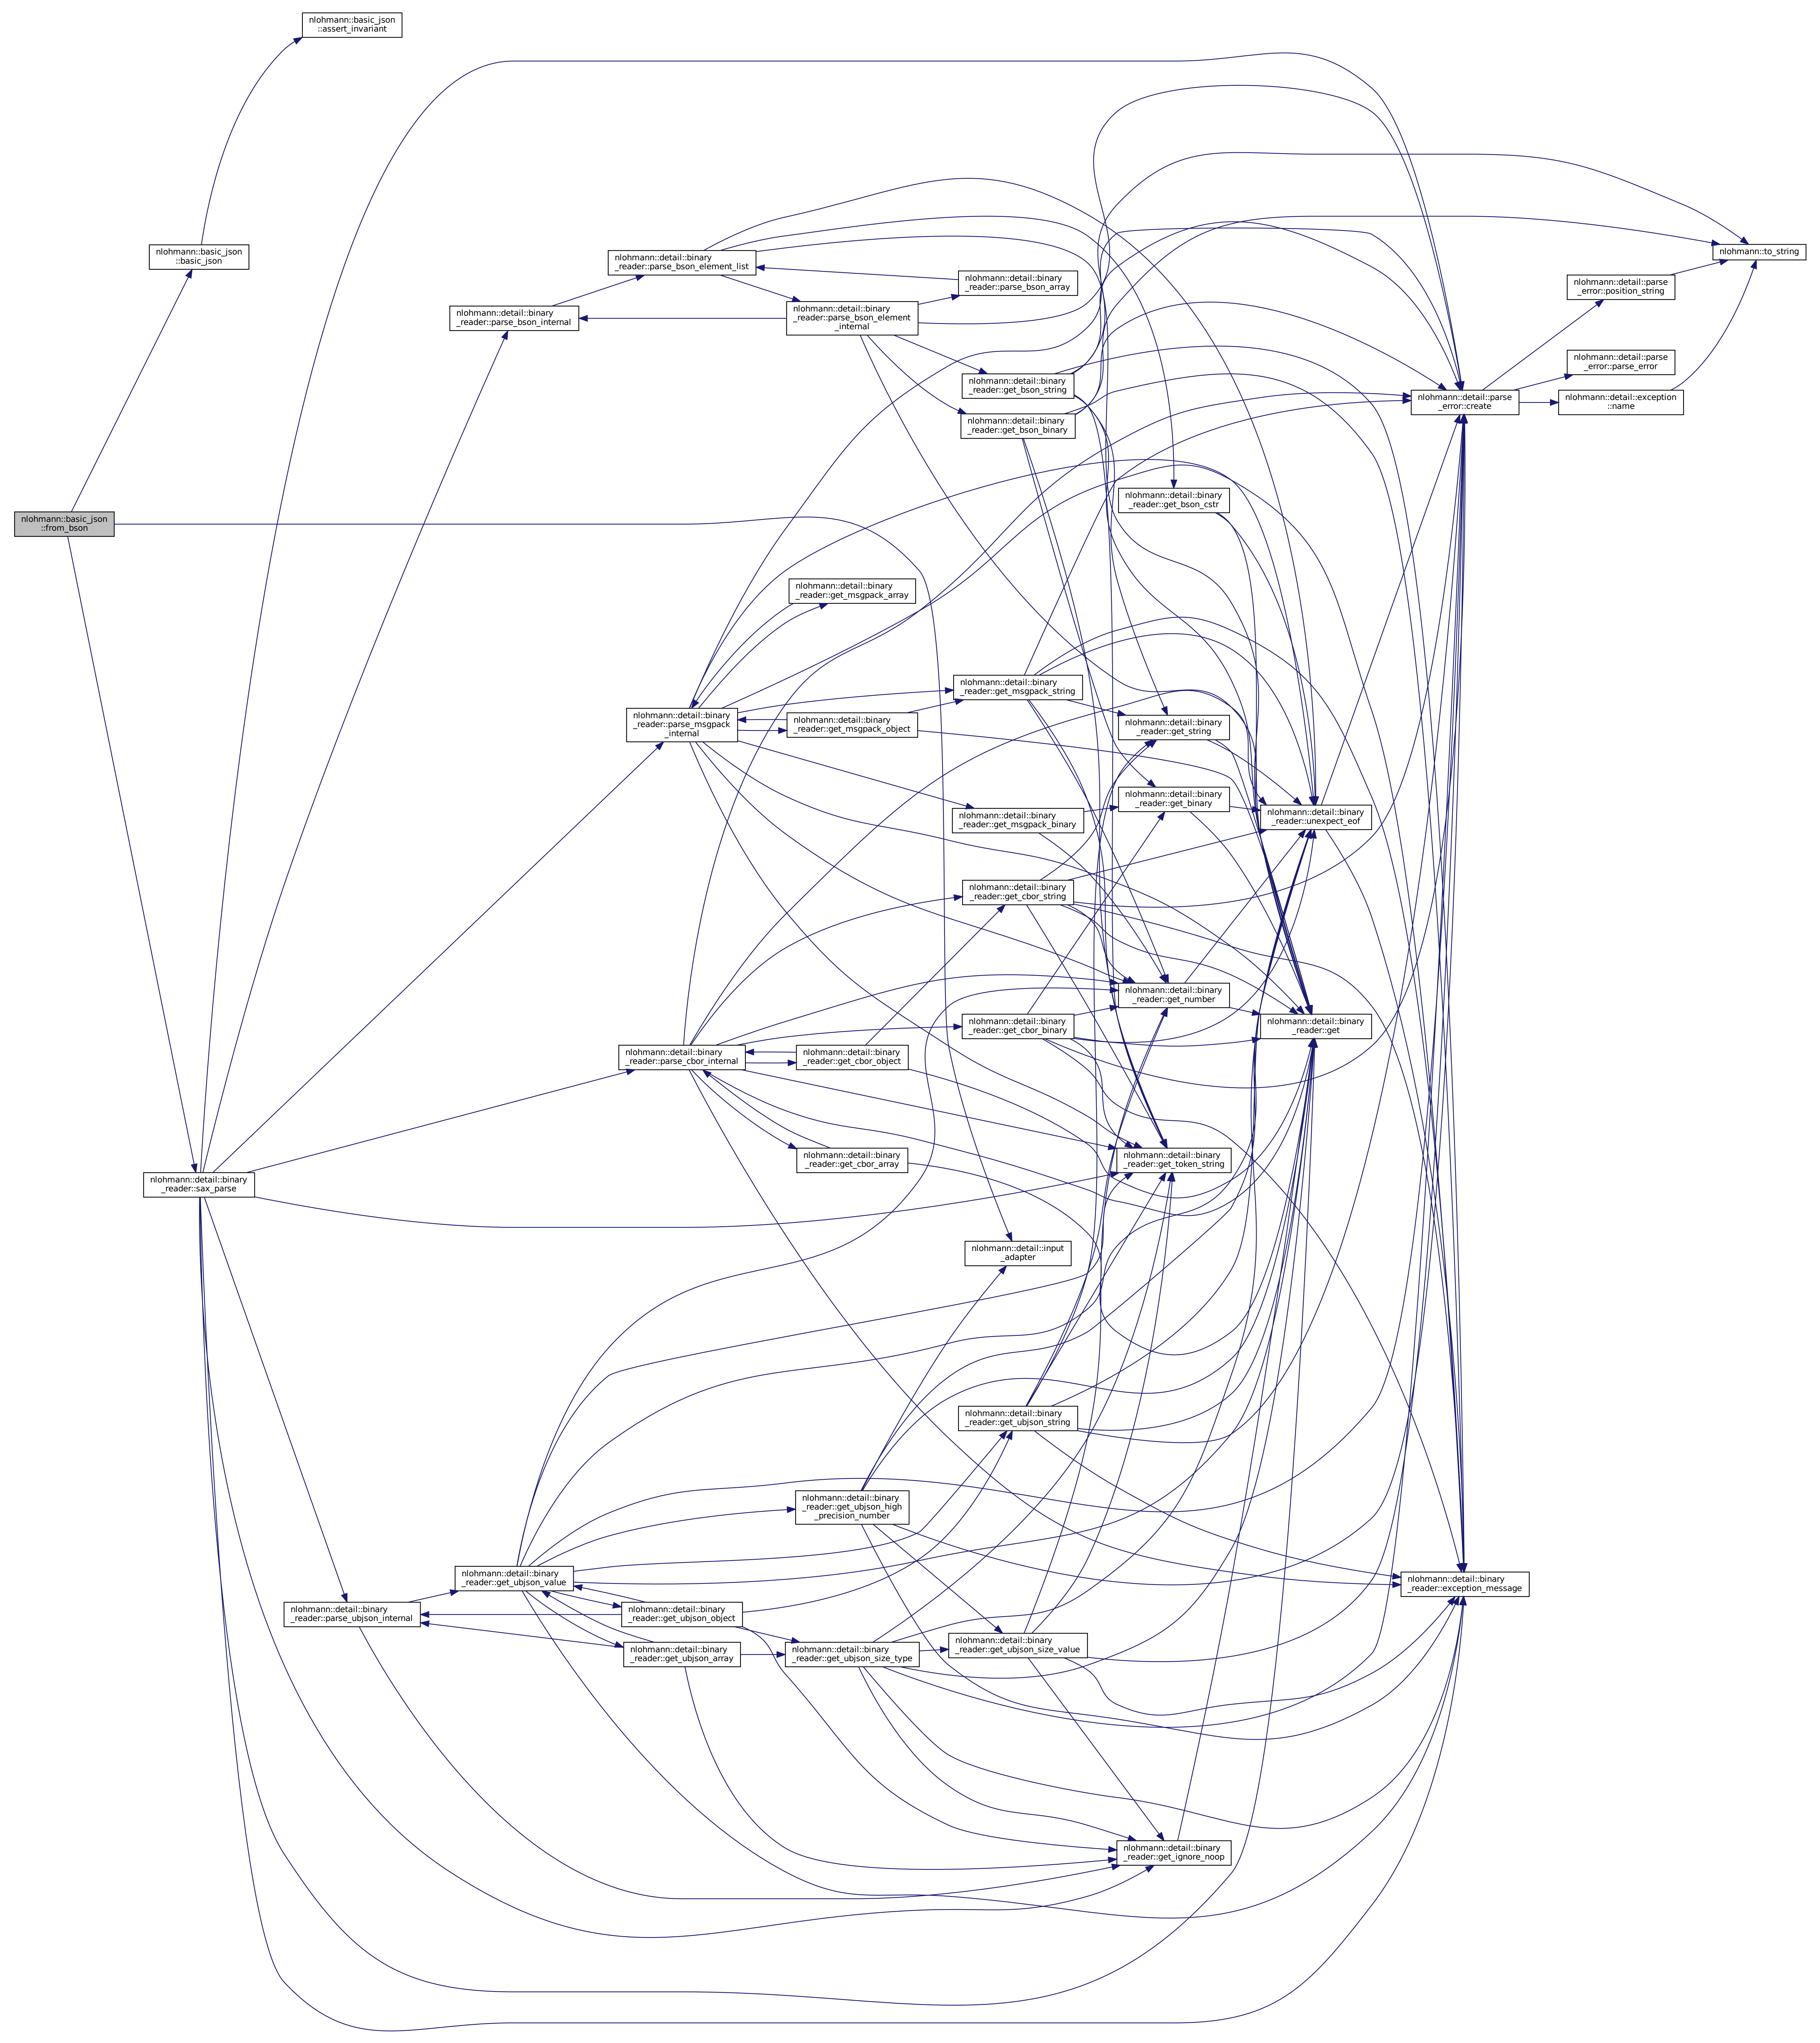 nlohmann::basic_json
::assert_invariant
nlohmann::basic_json
::basic_json
nlohmann::to_string
nlohmann::detail::binary
_reader::parse_bson_element_list
nlohmann::detail::binary
_reader::parse_bson_array
nlohmann::detail::parse
_error::position_string
nlohmann::detail::binary
_reader::parse_bson_internal
nlohmann::detail::binary
_reader::parse_bson_element
_internal
nlohmann::detail::parse
_error::parse_error
nlohmann::detail::binary
_reader::get_bson_string
nlohmann::detail::parse
_error::create
nlohmann::detail::exception
::name
nlohmann::detail::binary
_reader::get_bson_binary
nlohmann::detail::binary
_reader::get_bson_cstr
nlohmann::basic_json
::from_bson
nlohmann::detail::binary
_reader::get_msgpack_array
nlohmann::detail::binary
_reader::get_msgpack_string
nlohmann::detail::binary
_reader::parse_msgpack
_internal
nlohmann::detail::binary
_reader::get_msgpack_object
nlohmann::detail::binary
_reader::get_string
nlohmann::detail::binary
_reader::get_binary
nlohmann::detail::binary
_reader::get_msgpack_binary
nlohmann::detail::binary
_reader::unexpect_eof
nlohmann::detail::binary
_reader::get_cbor_string
nlohmann::detail::binary
_reader::get_number
nlohmann::detail::binary
_reader::get_cbor_binary
nlohmann::detail::binary
_reader::get
nlohmann::detail::binary
_reader::parse_cbor_internal
nlohmann::detail::binary
_reader::get_cbor_object
nlohmann::detail::binary
_reader::get_cbor_array
nlohmann::detail::binary
_reader::get_token_string
nlohmann::detail::binary
_reader::sax_parse
nlohmann::detail::input
_adapter
nlohmann::detail::binary
_reader::get_ubjson_string
nlohmann::detail::binary
_reader::get_ubjson_high
_precision_number
nlohmann::detail::binary
_reader::get_ubjson_value
nlohmann::detail::binary
_reader::exception_message
nlohmann::detail::binary
_reader::parse_ubjson_internal
nlohmann::detail::binary
_reader::get_ubjson_object
nlohmann::detail::binary
_reader::get_ubjson_array
nlohmann::detail::binary
_reader::get_ubjson_size_type
nlohmann::detail::binary
_reader::get_ubjson_size_value
nlohmann::detail::binary
_reader::get_ignore_noop